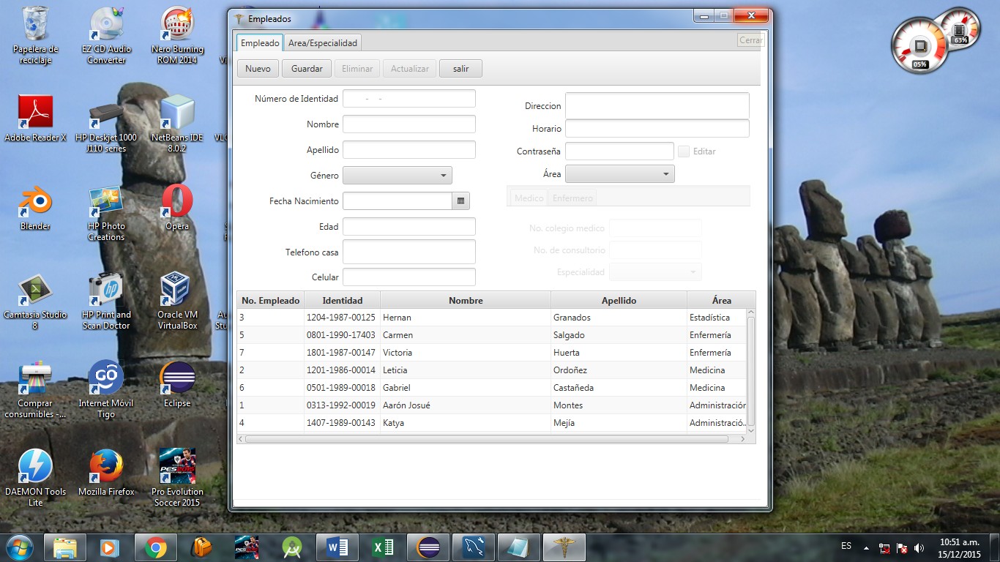 Papelera de reciclaje
EZ CD Audio Converter
Nero Burning ROM 2014
Adobe Reader X
HP Deskjet 1000 J110 series
NetBeans IDE 8.0.2
Blender
HP Photo Creations
Opera
Camtasia Studio 8
HP Print and Scan Doctor
Oracle VM VirtualBox
Comprar consumibles -...
Internet Móvil Tigo
Eclipse
DAEMON Tools Lite
Mozilla Firefox
Pro Evolution Soccer 2015
Empleados
Empleado Area/Especialidad Cerrar
Nuevo Guardar Eliminar Actualizar salir
Número de Identidad - -
Nombre
Apellido
Género
Fecha Nacimiento
Edad
Telefono casa
Celular
Direccion
Horario
Contraseña Editar
Área
Medico Enfermero
No. colegio medico
No. de consultorio
Especialidad
No. Empleado Identidad Nombre Apellido Área
3 1204-1987-00125 Hernan Granados Estadística
5 0801-1990-17403 Carmen Salgado Enfermería
7 1801-1987-00147 Victoria Huerta Enfermería
2 1201-1986-00014 Leticia Ordoñez Medicina
6 0501-1989-00018 Gabriel Castañeda Medicina
1 0313-1992-00019 Aarón Josué Montes Administración
4 1407-1989-00143 Katya Mejía Administració...
63%
05%
ES
10:51 a.m.
15/12/2015